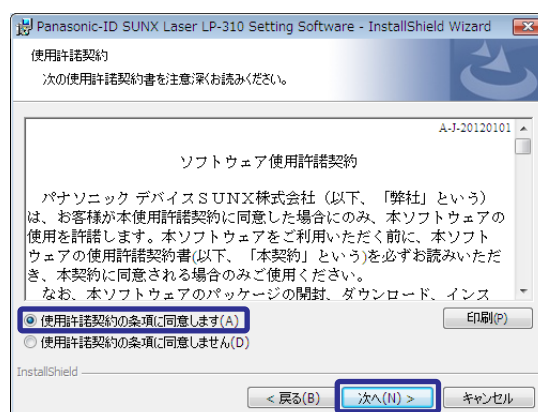 Panasonic-ID SUNX Laser LP-310 Setting Software - InstallShield Wizard
使用許諾契約
次の使用許諾契約書を注意深くお読みください。
A-J-20120101
ソフトウェア使用許諾契約
パナソニック デバイスＳＵＮＸ株式会社（以下、「弊社」という）
は、お客様が本使用許諾契約に同意した場合にのみ、本ソフトウェアの
使用を許諾します。本ソフトウェアをご利用いただく前に、本ソフト
ウェアの使用許諾契約書(以下、「本契約」という)を必ずお読みいただ
き、本契約に同意される場合のみご使用ください。
なお、本ソフトウェアのパッケージの開封、ダウンロード、インス
使用許諾契約の条項に同意します(A)
印刷(P)
使用許諾契約の条項に同意しません(D)
InstallShield
< 戻る(B)
次へ(N) >
キャンセル